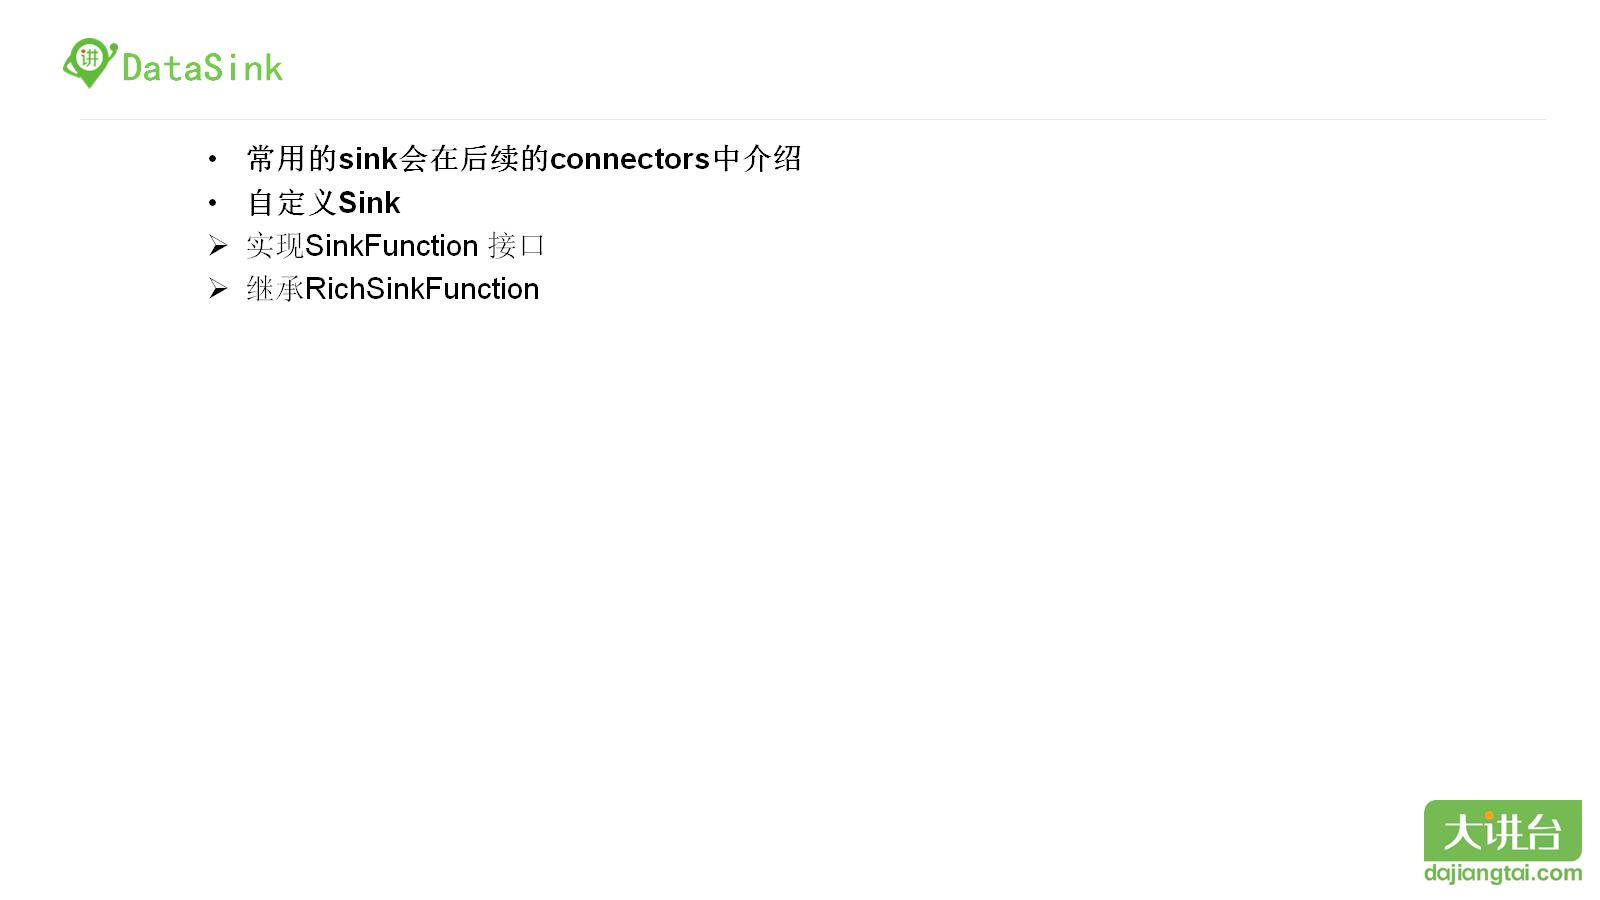 讲
DataSink
• 常用的sink会在后续的connectors中介绍
• 自定义Sink
➢ 实现SinkFunction 接口
➢ 继承RichSinkFunction
大讲台
dajiangtai.com